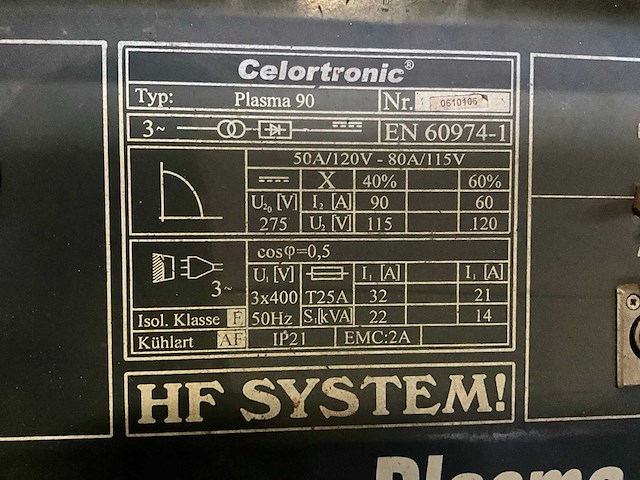 Celortronic®
Typ: Plasma 90 Nr. 0610106
3~ EN 60974-1
50A/120V - 80A/115V
X 40% 60%
U₂₀ [V] I₂ [A] 90 60
275 U₂ [V] 115 120
cosφ=0,5
3~ U₁ [V] I₁ [A] I₁ [A]
3x400 T25A 32 21
Isol. Klasse F 50Hz S₁[kVA] 22 14
Kühlart AF IP21 EMC:2A
HF SYSTEM!
Plasma